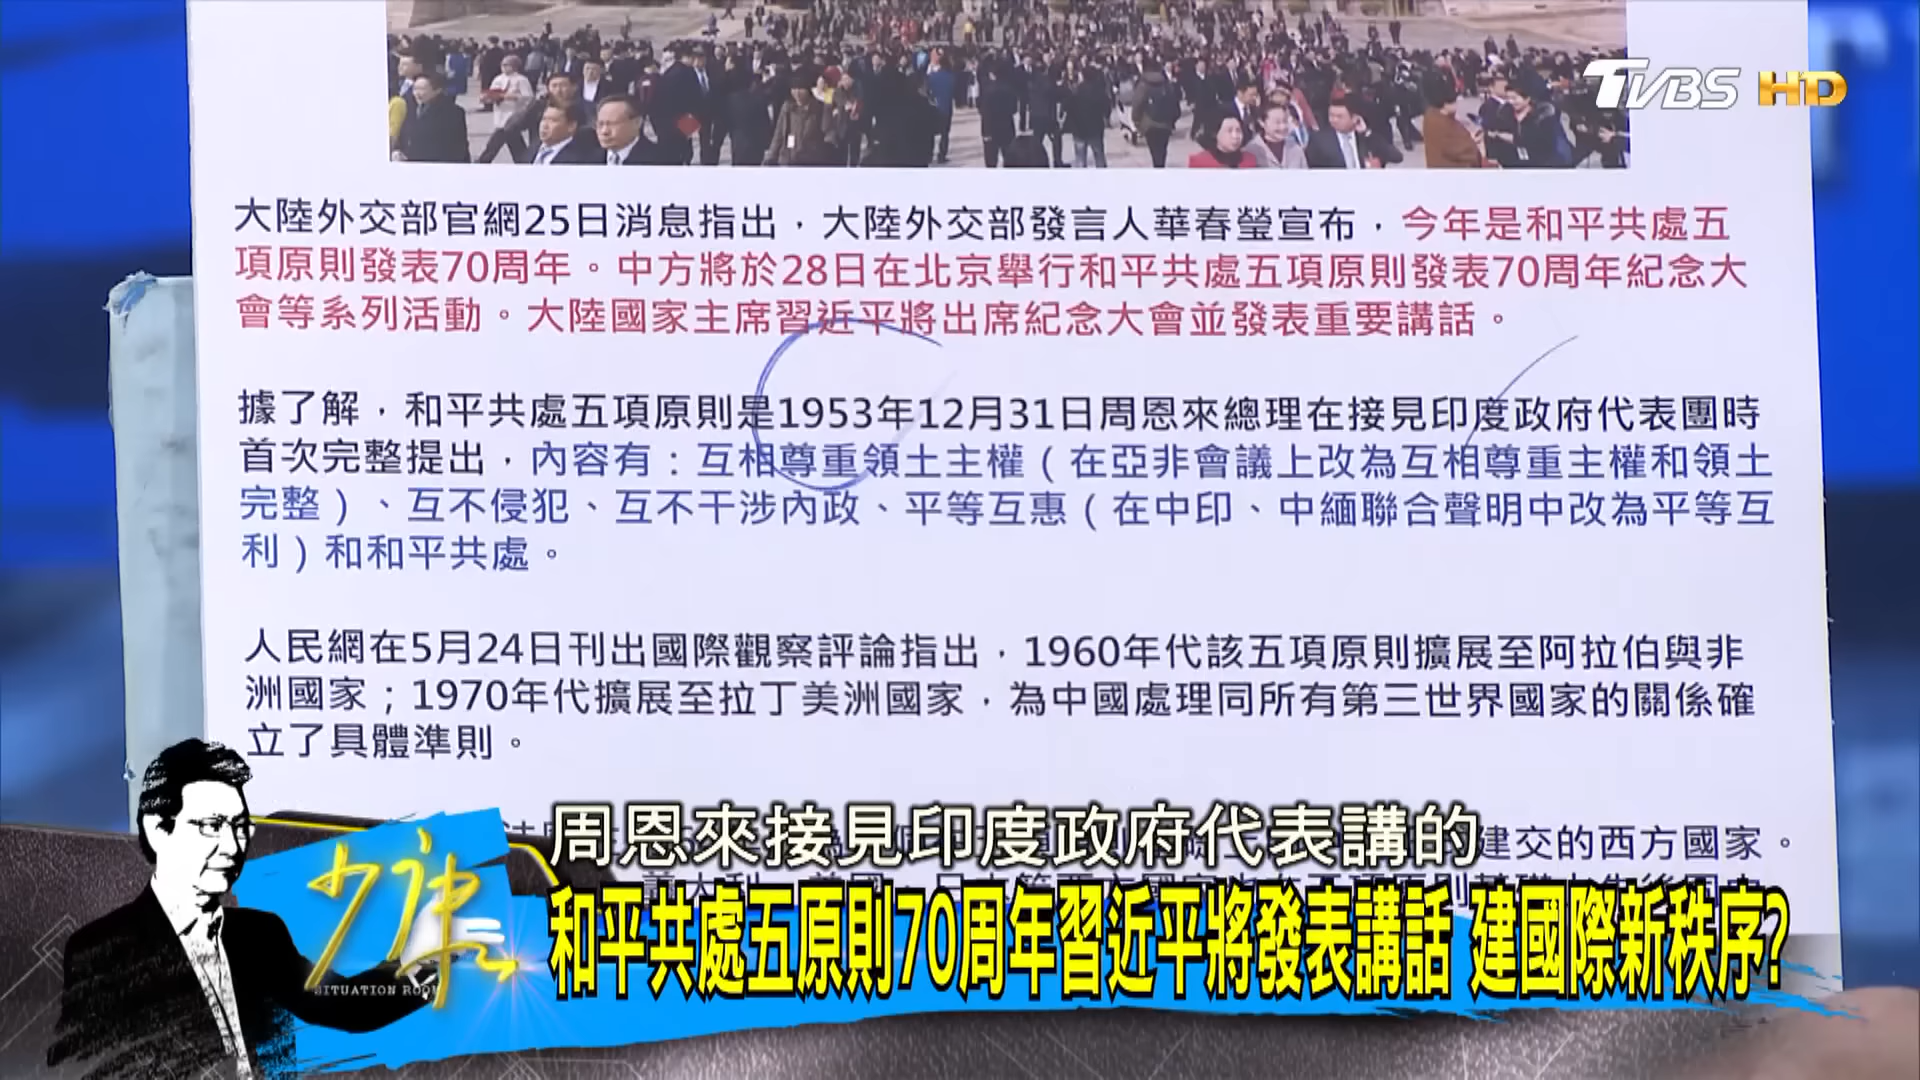 TVBS HD
大陸外交部官網25日消息指出，大陸外交部發言人華春瑩宣布，今年是和平共處五
項原則發表70周年。中方將於28日在北京舉行和平共處五項原則發表70周年紀念大
會等系列活動。大陸國家主席習近平將出席紀念大會並發表重要講話。
據了解，和平共處五項原則是1953年12月31日周恩來總理在接見印度政府代表團時
首次完整提出，內容有：互相尊重領土主權（在亞非會議上改為互相尊重主權和領土
完整）、互不侵犯、互不干涉內政、平等互惠（在中印、中緬聯合聲明中改為平等互
利）和和平共處。
人民網在5月24日刊出國際觀察評論指出，1960年代該五項原則擴展至阿拉伯與非
洲國家；1970年代擴展至拉丁美洲國家，為中國處理同所有第三世界國家的關係確
立了具體準則。
建交的西方國家。
周恩來接見印度政府代表講的
和平共處五原則70周年習近平將發表講話 建國際新秩序?
少康
SITUATION ROOM